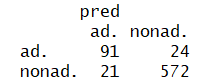 pred
ad. nonad.
ad. 91 24
nonad. 21 572